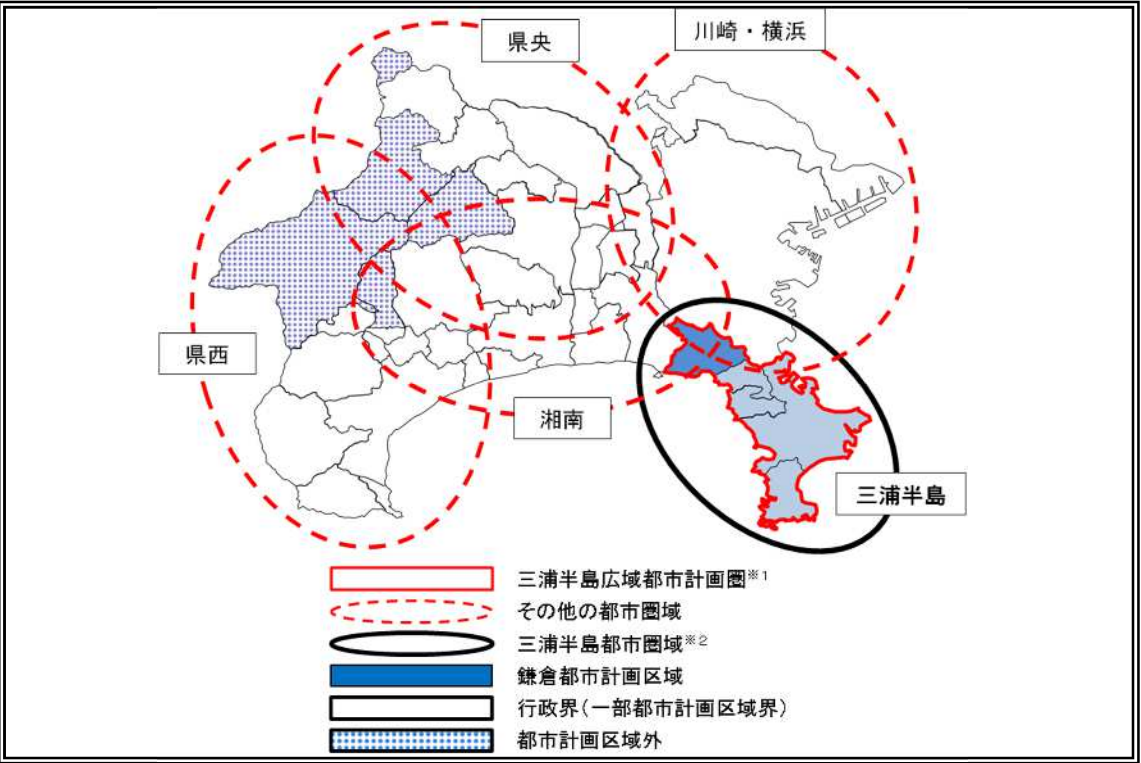 県央
川崎・横浜
県西
湘南
三浦半島
三浦半島広域都市計画圏※1
その他の都市圏域
三浦半島都市圏域※2
鎌倉都市計画区域
行政界(一部都市計画区域界)
都市計画区域外